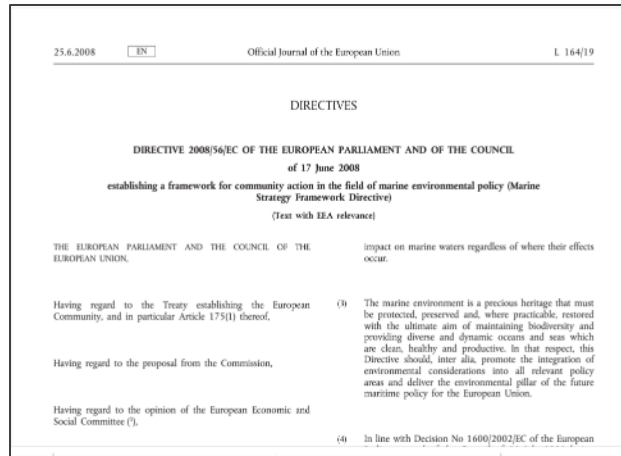 25.6.2008
EN
Official Journal of the European Union
L 164/19
DIRECTIVES
DIRECTIVE 2008/56/EC OF THE EUROPEAN PARLIAMENT AND OF THE COUNCIL
of 17 June 2008
establishing a framework for community action in the field of marine environmental policy (Marine
Strategy Framework Directive)
(Text with EEA relevance)
THE EUROPEAN PARLIAMENT AND THE COUNCIL OF THE
EUROPEAN UNION,
Having regard to the Treaty establishing the European
Community, and in particular Article 175(1) thereof,
Having regard to the proposal from the Commission,
Having regard to the opinion of the European Economic and
Social Committee (¹),
impact on marine waters regardless of where their effects
occur.
(3) The marine environment is a precious heritage that must
be protected, preserved and, where practicable, restored
with the ultimate aim of maintaining biodiversity and
providing diverse and dynamic oceans and seas which
are clean, healthy and productive. In that respect, this
Directive should, inter alia, promote the integration of
environmental considerations into all relevant policy
areas and deliver the environmental pillar of the future
maritime policy for the European Union.
(4) In line with Decision No 1600/2002/EC of the European